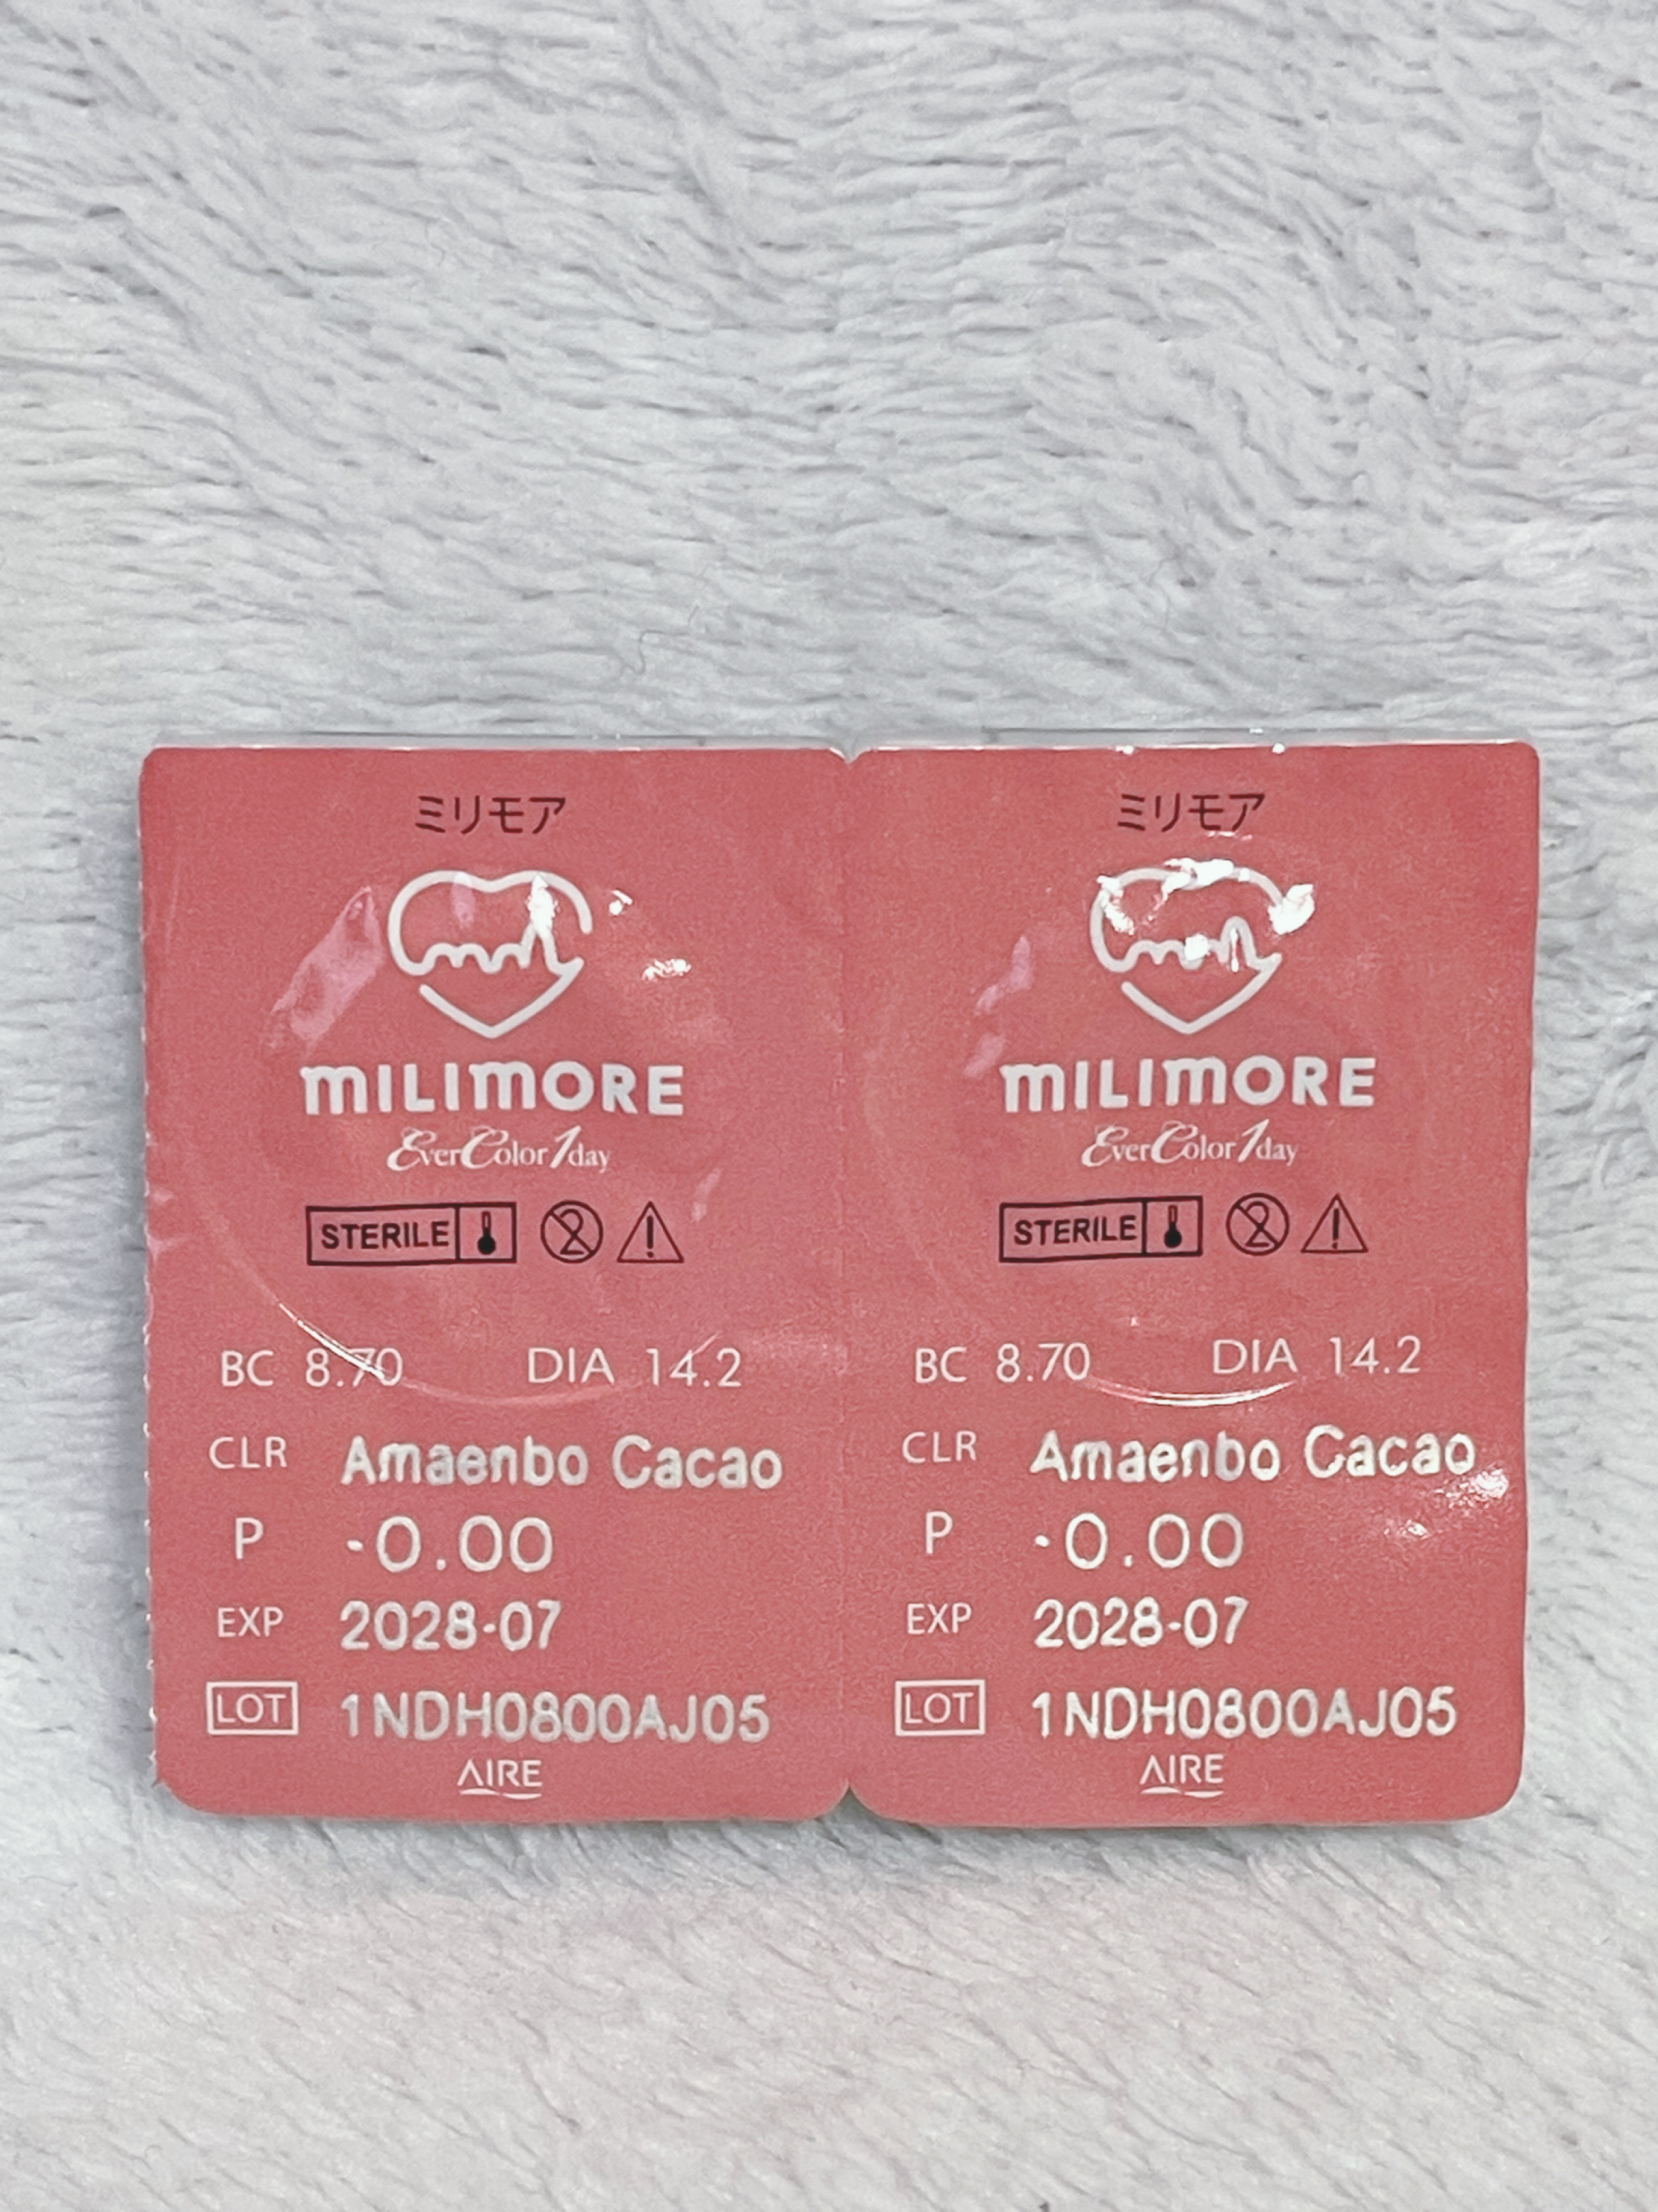 ミリモア
MILIMORE
EverColor1day
STERILE
BC 8.70 DIA 14.2
CLR Amaenbo Cacao
P -0.00
EXP 2028-07
LOT 1NDH0800AJ05
AIRE
ミリモア
MILIMORE
EverColor1day
STERILE
BC 8.70 DIA 14.2
CLR Amaenbo Cacao
P -0.00
EXP 2028-07
LOT 1NDH0800AJ05
AIRE